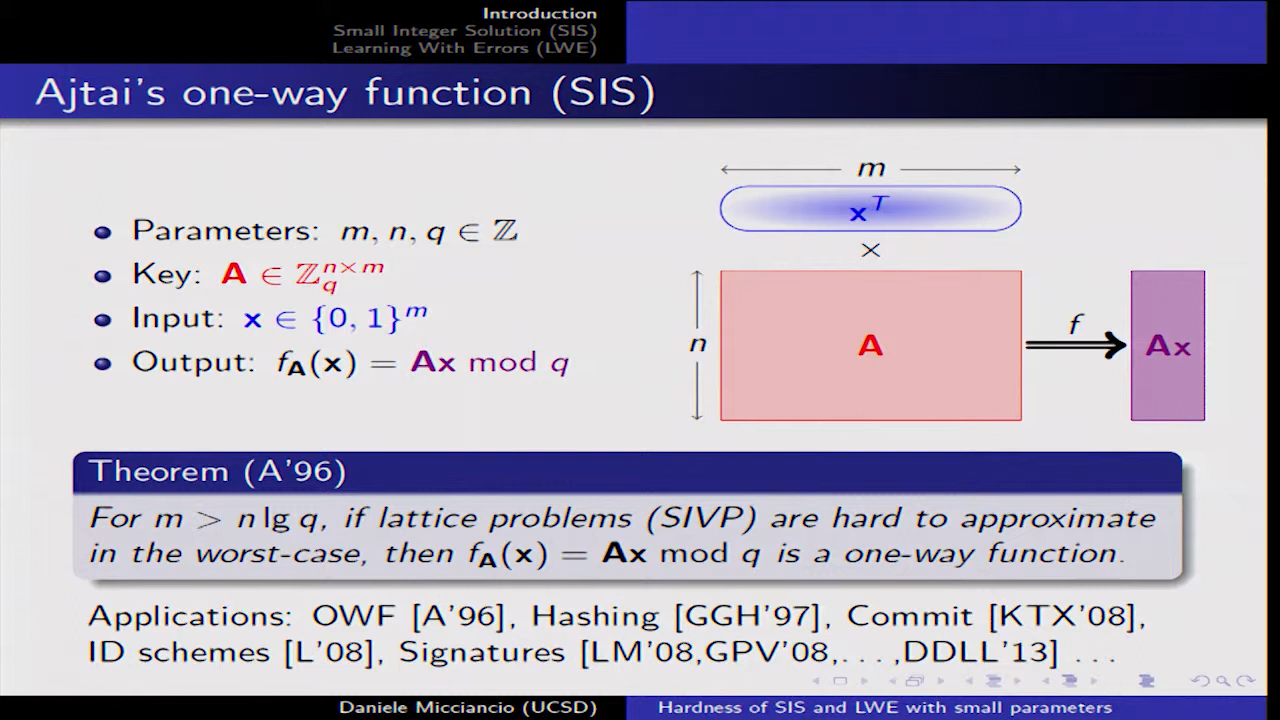 Introduction
Small Integer Solution (SIS)
Learning With Errors (LWE)
Ajtai's one-way function (SIS)
Parameters: m, n, q ∈ ℤ
Key: A ∈ ℤ_q^{n×m}
Input: x ∈ {0, 1}^m
Output: f_A(x) = Ax mod q
m
x^T
×
n
A
f
Ax
Theorem (A'96)
For m > n lg q, if lattice problems (SIVP) are hard to approximate
in the worst-case, then f_A(x) = Ax mod q is a one-way function.
Applications: OWF [A'96], Hashing [GGH'97], Commit [KTX'08],
ID schemes [L'08], Signatures [LM'08,GPV'08,...,DDLL'13] ...
Daniele Micciancio (UCSD)
Hardness of SIS and LWE with small parameters